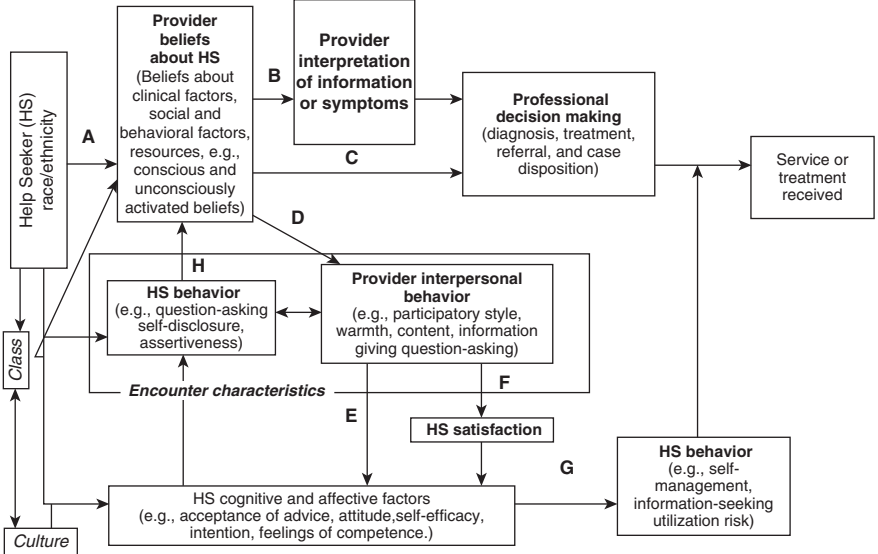 Provider
beliefs
about HS
(Beliefs about
clinical factors,
social and
behavioral factors,
resources, e.g.,
conscious and
unconsciously
activated beliefs)
Provider
interpretation
of information
or symptoms
Professional
decision making
(diagnosis, treatment,
referral, and case
disposition)
Service or
treatment
received
Help Seeker (HS)
race/ethnicity
A
B
C
D
H
HS behavior
(e.g., question-asking
self-disclosure,
assertiveness)
Provider interpersonal
behavior
(e.g., participatory style,
warmth, content, information
giving question-asking)
Class
Encounter characteristics
E
F
HS satisfaction
G
HS behavior
(e.g., self-
management,
information-seeking
utilization risk)
HS cognitive and affective factors
(e.g., acceptance of advice, attitude,self-efficacy,
intention, feelings of competence.)
Culture